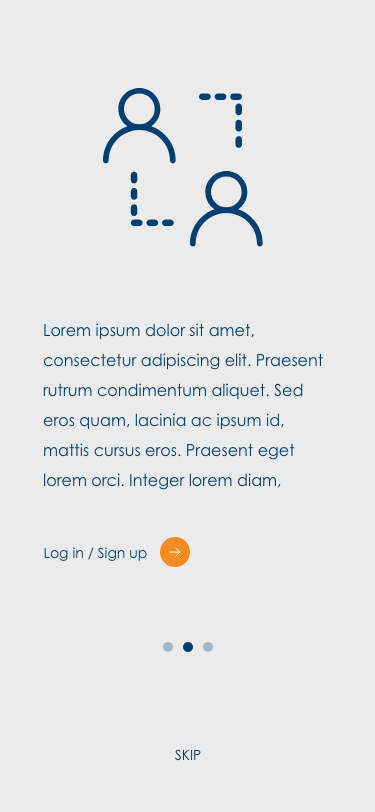 Lorem ipsum dolor sit amet,
consectetur adipiscing elit. Praesent
rutrum condimentum aliquet. Sed
eros quam, lacinia ac ipsum id,
mattis cursus eros. Praesent eget
lorem orci. Integer lorem diam,
Log in / Sign up
SKIP